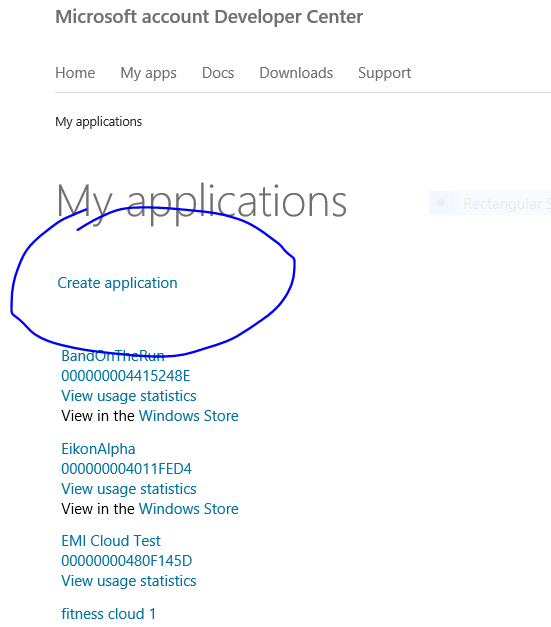 Microsoft account Developer Center
Home My apps Docs Downloads Support
My applications
My applications
Rectangular S
Create application
BandOnTheRun
000000004415248E
View usage statistics
View in the Windows Store
EikonAlpha
000000004011FED4
View usage statistics
View in the Windows Store
EMI Cloud Test
00000000480F145D
View usage statistics
fitness cloud 1